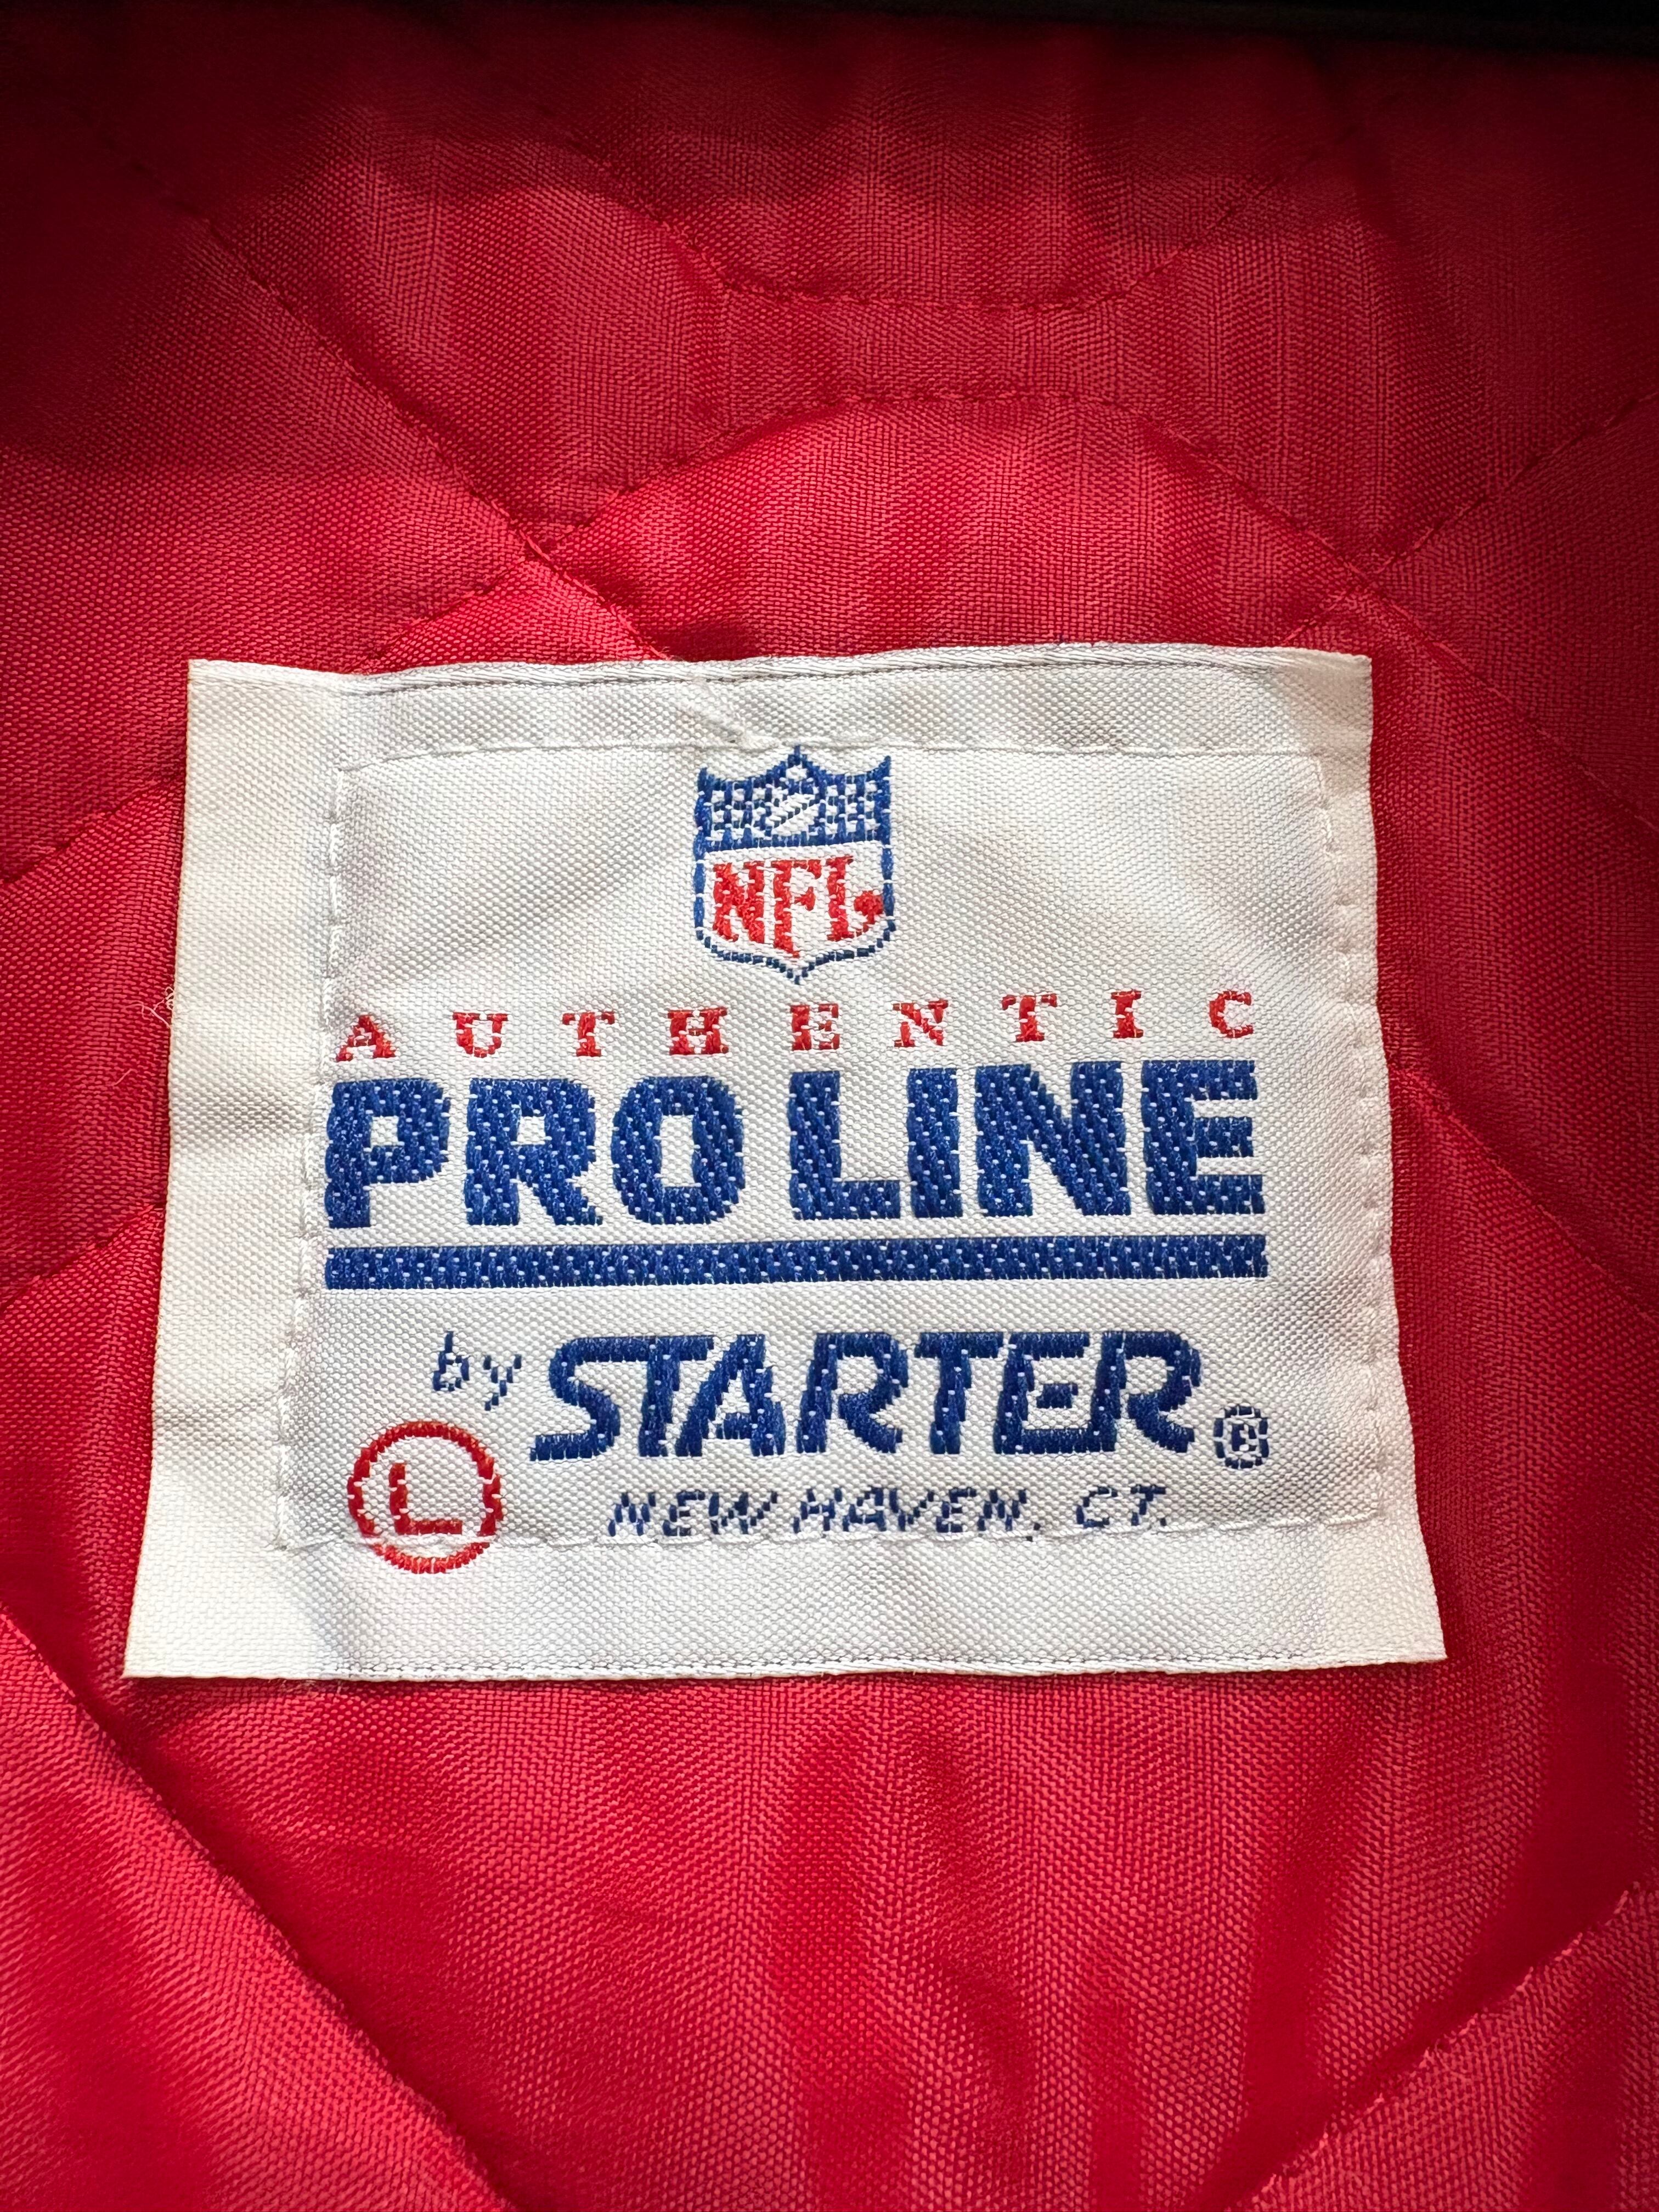 NFL
AUTHENTIC
PRO LINE
by STARTER®
L
NEW HAVEN, CT.